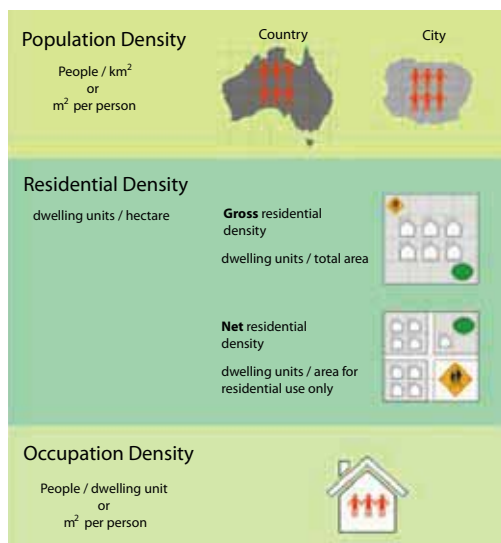 Population Density
People / km²
or
m² per person
Country
City
Residential Density
dwelling units / hectare
Gross residential
density
dwelling units / total area
Net residential
density
dwelling units / area for
residential use only
Occupation Density
People / dwelling unit
or
m² per person